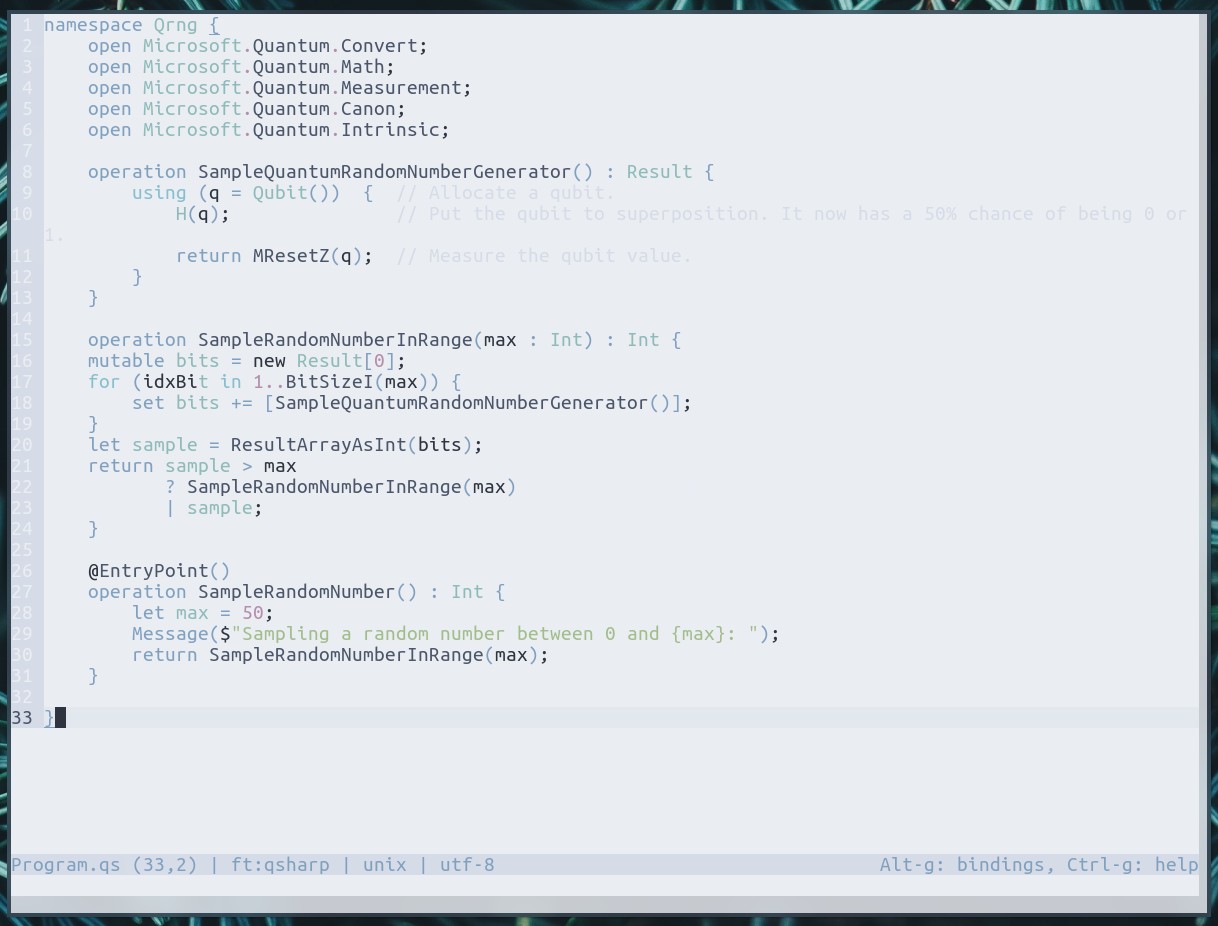 1 namespace Qrng {
2     open Microsoft.Quantum.Convert;
3     open Microsoft.Quantum.Math;
4     open Microsoft.Quantum.Measurement;
5     open Microsoft.Quantum.Canon;
6     open Microsoft.Quantum.Intrinsic;
7
8     operation SampleQuantumRandomNumberGenerator() : Result {
9         using (q = Qubit())  {  // Allocate a qubit.
10             H(q);               // Put the qubit to superposition. It now has a 50% chance of being 0 or
1.
11             return MResetZ(q);  // Measure the qubit value.
12         }
13     }
14
15     operation SampleRandomNumberInRange(max : Int) : Int {
16     mutable bits = new Result[0];
17     for (idxBit in 1..BitSizeI(max)) {
18         set bits += [SampleQuantumRandomNumberGenerator()];
19     }
20     let sample = ResultArrayAsInt(bits);
21     return sample > max
22            ? SampleRandomNumberInRange(max)
23            | sample;
24     }
25
26     @EntryPoint()
27     operation SampleRandomNumber() : Int {
28         let max = 50;
29         Message($"Sampling a random number between 0 and {max}: ");
30         return SampleRandomNumberInRange(max);
31     }
32
33 }
Program.qs (33,2) | ft:qsharp | unix | utf-8 Alt-g: bindings, Ctrl-g: help